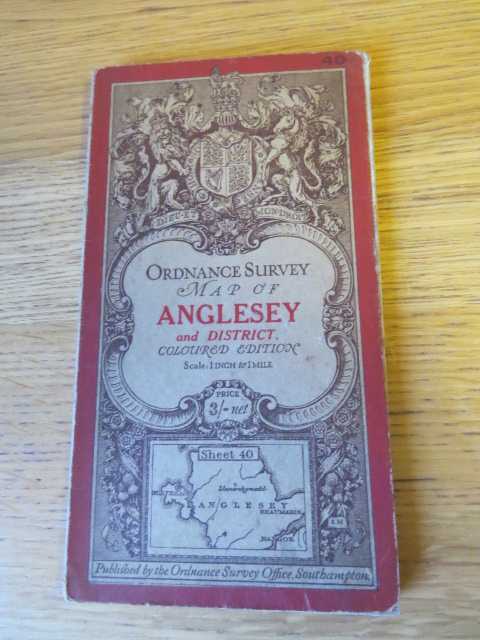 40
DIEU ET MON DROIT
ORDNANCE SURVEY
MAP OF
ANGLESEY
and DISTRICT.
COLOURED EDITION
Scale: 1 INCH to 1 MILE
PRICE
3/- net
Sheet 40
ANGLESEY
BEAUMARIS
BANGOR
Published by the Ordnance Survey Office, Southampton.